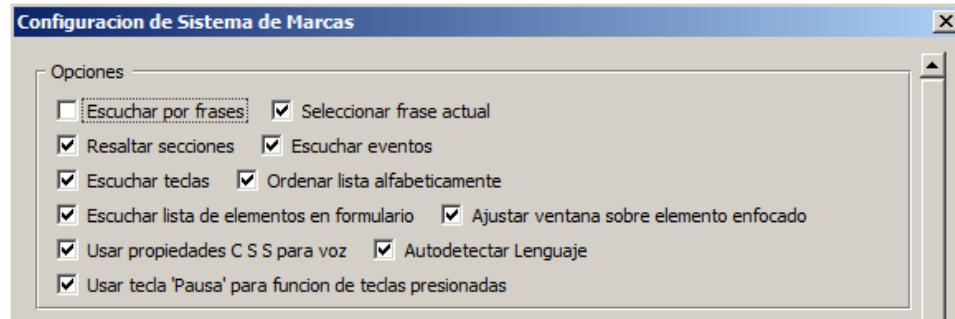 Configuracion de Sistema de Marcas
Opciones
Escuchar por frases Seleccionar frase actual
Resaltar secciones Escuchar eventos
Escuchar teclas Ordenar lista alfabeticamente
Escuchar lista de elementos en formulario Ajustar ventana sobre elemento enfocado
Usar propiedades C S S para voz Autodetectar Lenguaje
Usar tecla 'Pausa' para funcion de teclas presionadas